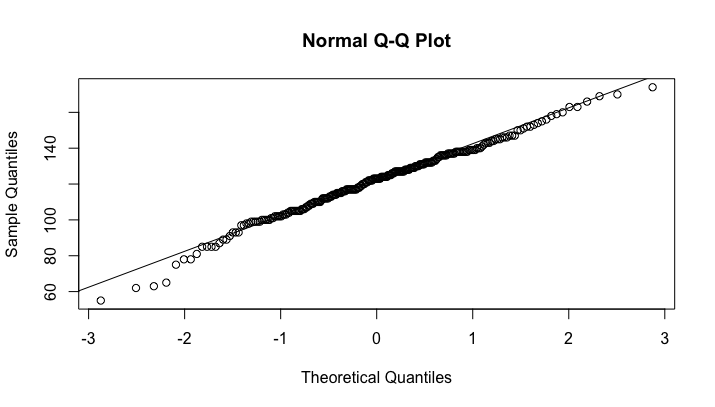 Normal Q-Q Plot
Sample Quantiles
140
100
80
60
-3 -2 -1 0 1 2 3
Theoretical Quantiles